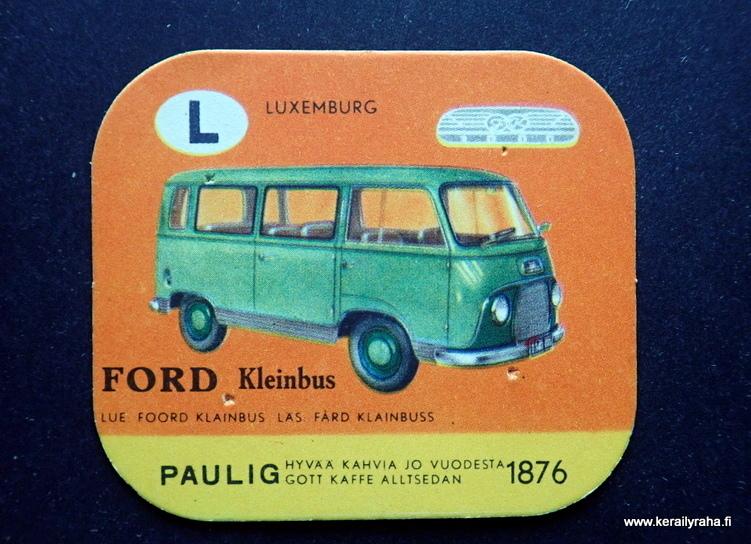 L
LUXEMBURG
FORD Kleinbus
LUE: FOORD KLAINBUS LÄS: FÅRD KLAINBUSS
PAULIG
HYVÄÄ KAHVIA JO VUODESTA
GOTT KAFFE ALLTSEDAN
1876
www.kerailyraha.fi